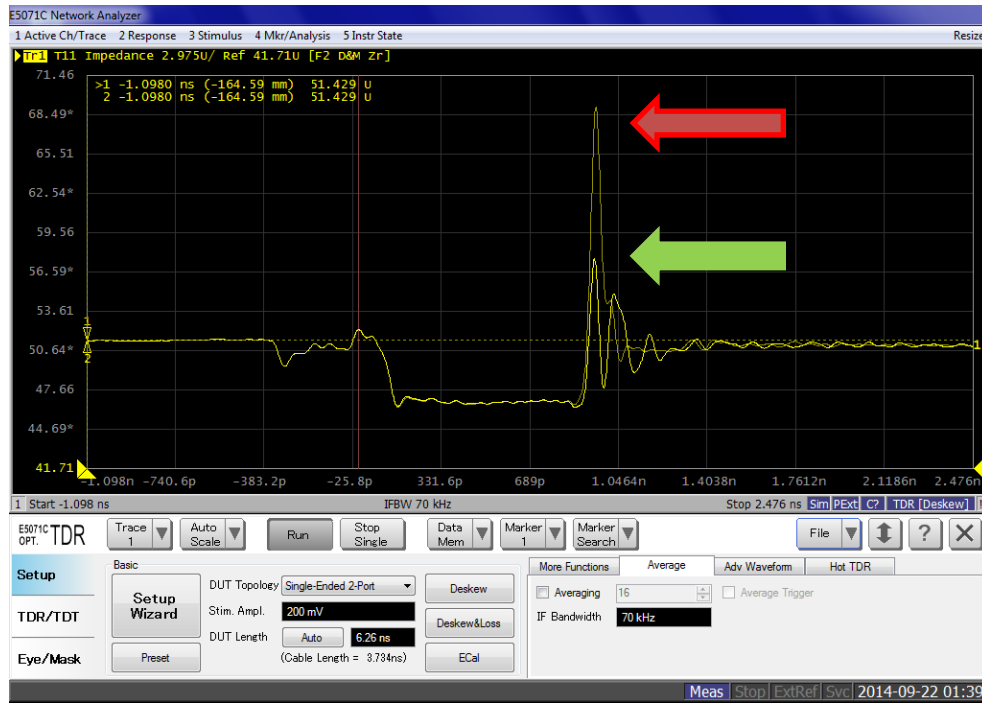 E5071C Network Analyzer
1 Active Ch/Trace 2 Response 3 Stimulus 4 Mkr/Analysis 5 Instr State Resize
Tr1 T11 Impedance 2.975U/ Ref 41.71U [F2 D&M Zr]
71.46
>1 -1.0980 ns (-164.59 mm) 51.429 U
2 -1.0980 ns (-164.59 mm) 51.429 U
68.49*
65.51
62.54*
59.56
56.59*
53.61
1
50.64*
2
1
47.66
44.69*
41.71
-1.098n -740.6p -383.2p -25.8p 331.6p 689p 1.0464n 1.4038n 1.7612n 2.1186n 2.476n
1 Start -1.098 ns IFBW 70 kHz Stop 2.476 ns Sim PExt C? TDR [Deskew]
E5071C OPT. TDR Trace 1 Auto Scale Run Stop Single Data Mem Marker 1 Marker Search File ? X
Setup Basic More Functions Average Adv Waveform Hot TDR
Setup Wizard DUT Topology Single-Ended 2-Port Deskew Averaging 16 Average Trigger
TDR/TDT Stim. Ampl. 200 mV Deskew&Loss IF Bandwidth 70 kHz
DUT Length Auto 6.26 ns
Eye/Mask Preset (Cable Length = 3.734ns) ECal
Meas Stop ExtRef Svc 2014-09-22 01:39